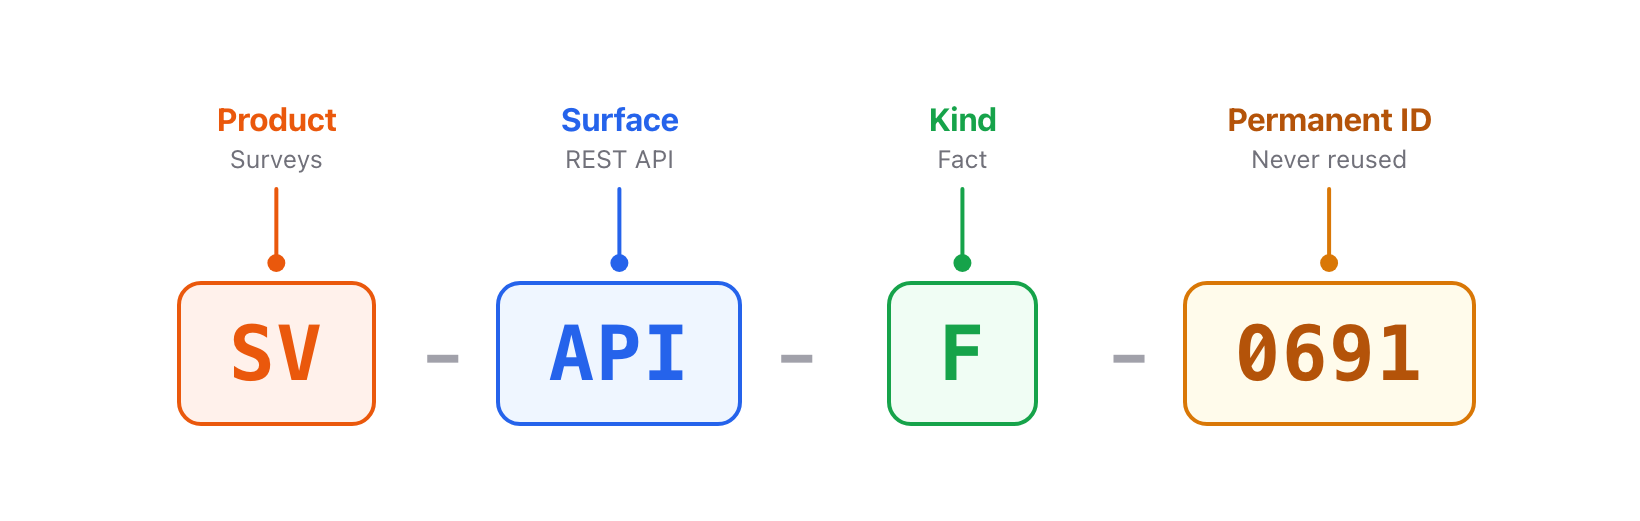 Product Surface Kind Permanent ID
Surveys REST API Fact Never reused
SV – API – F – 0691